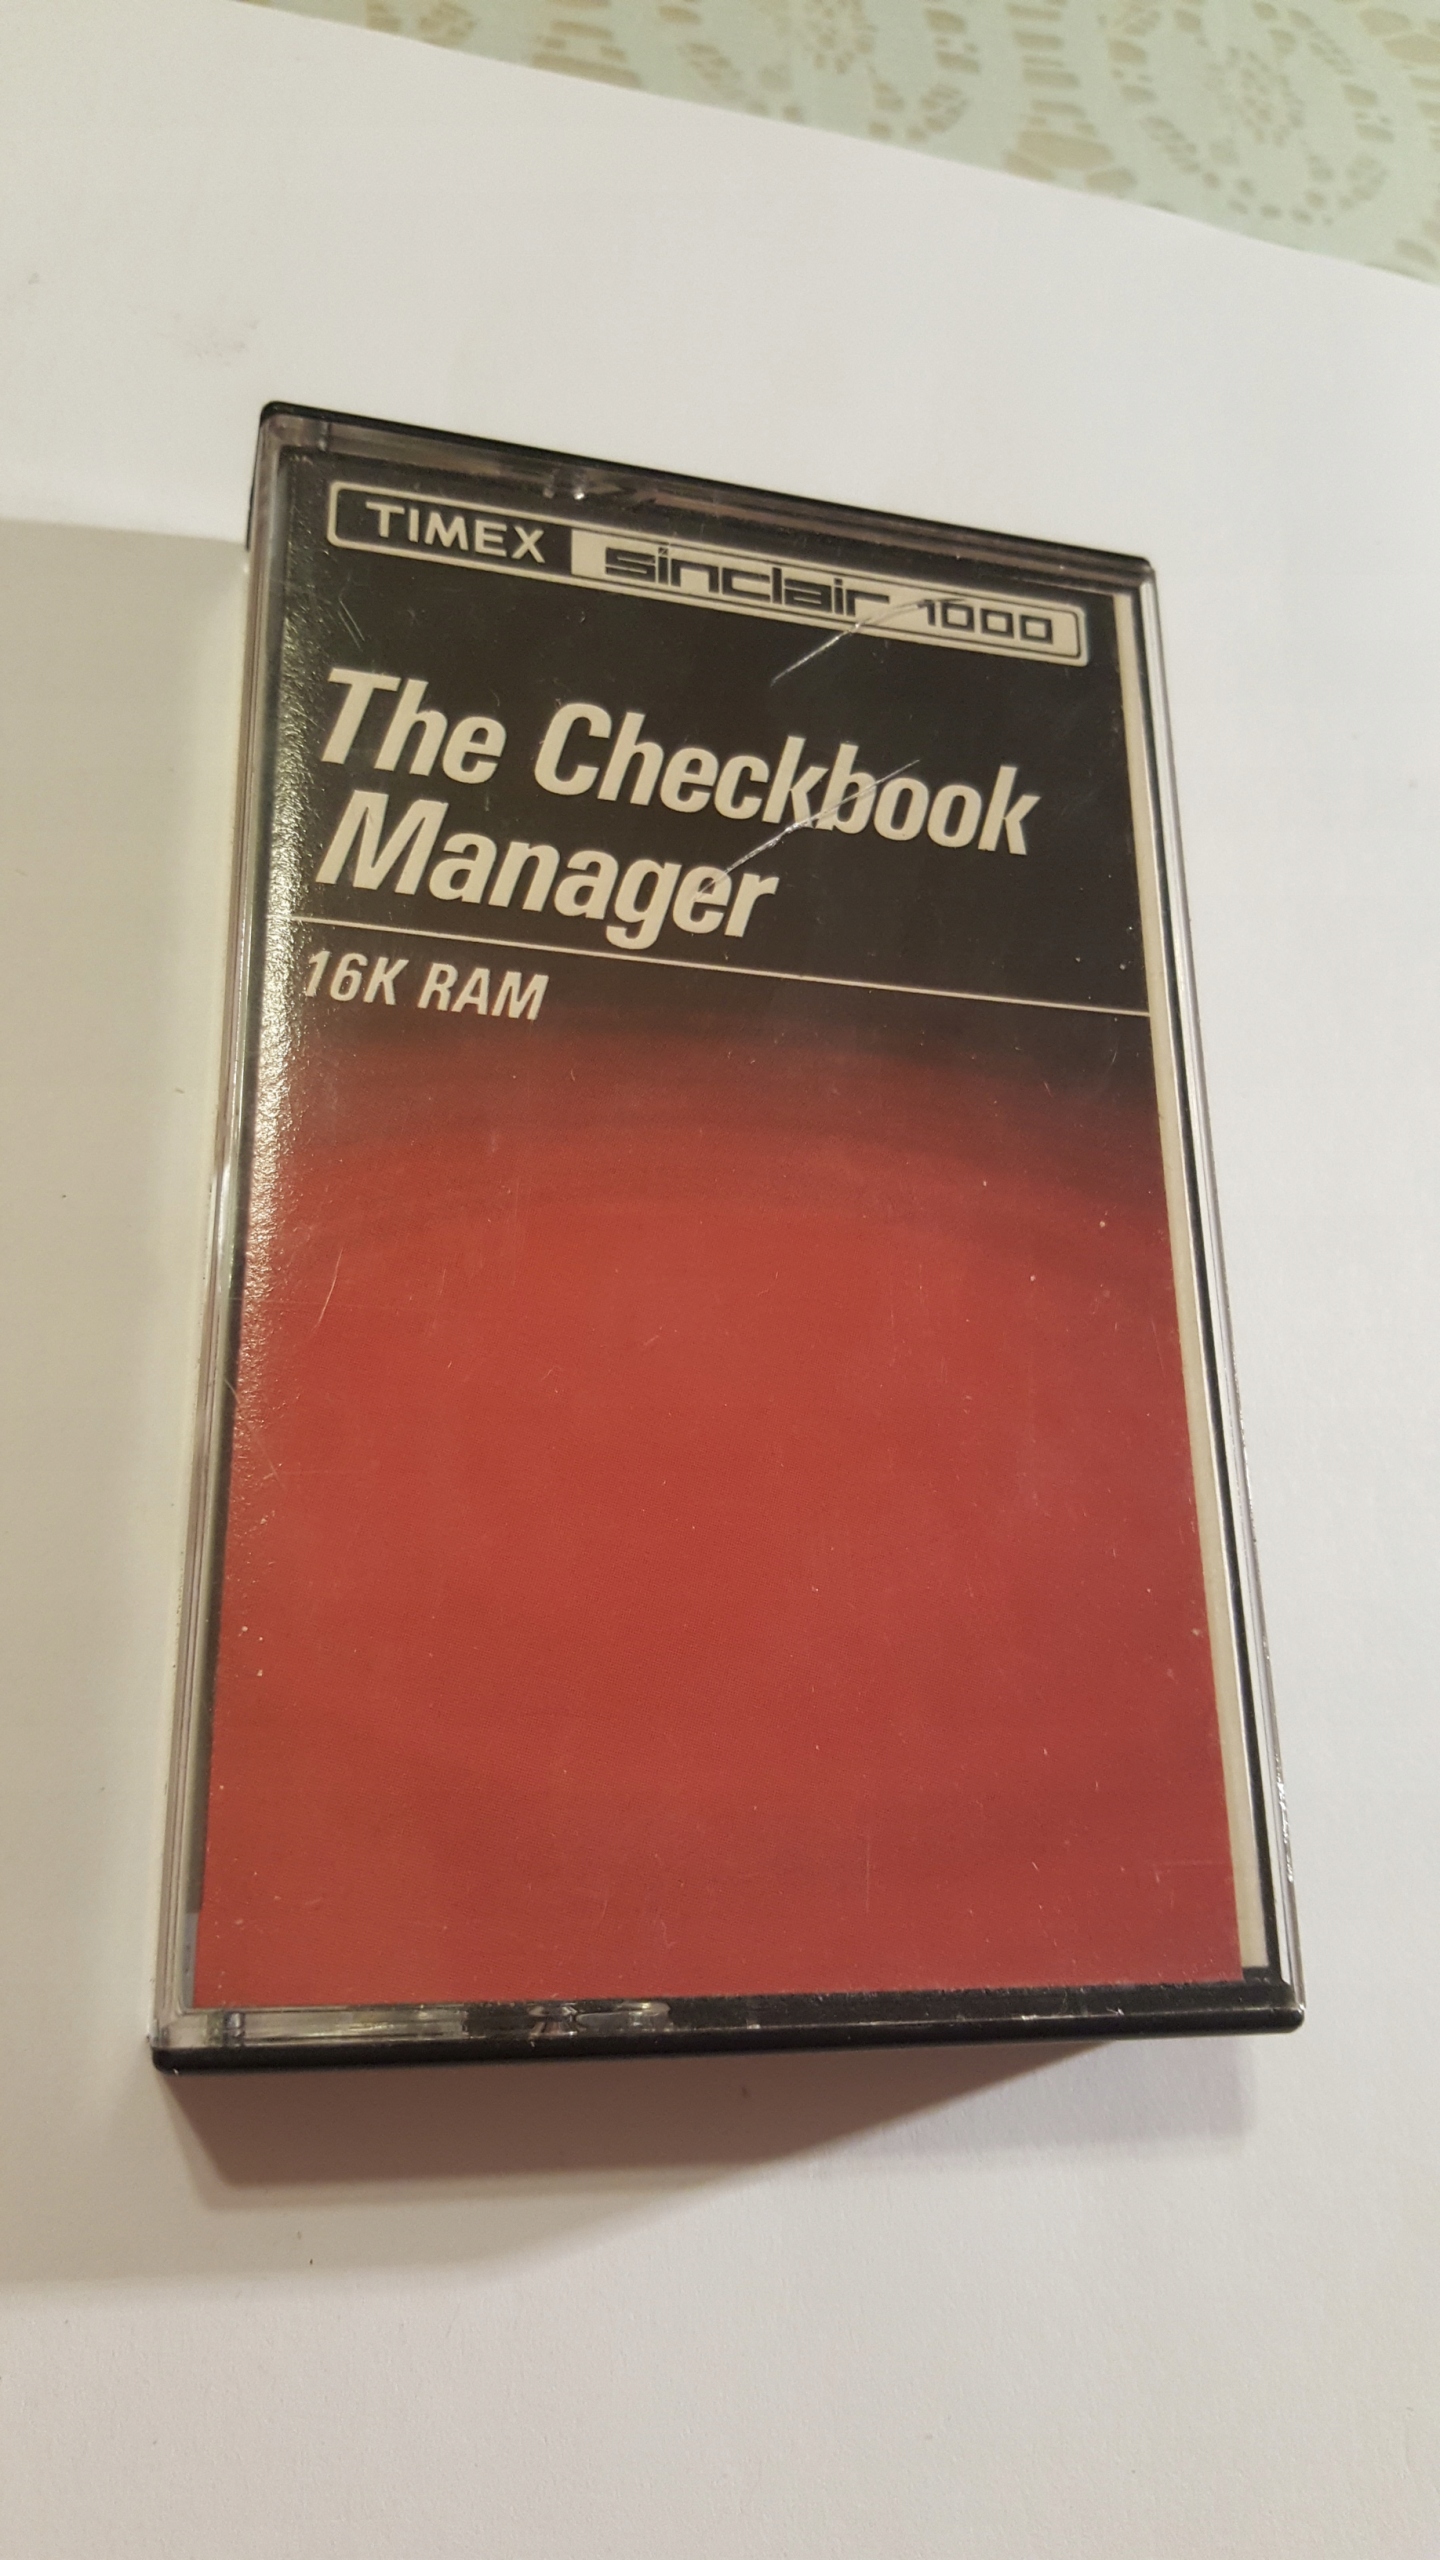 TIMEX sinclair 1000
The Checkbook
Manager
16K RAM